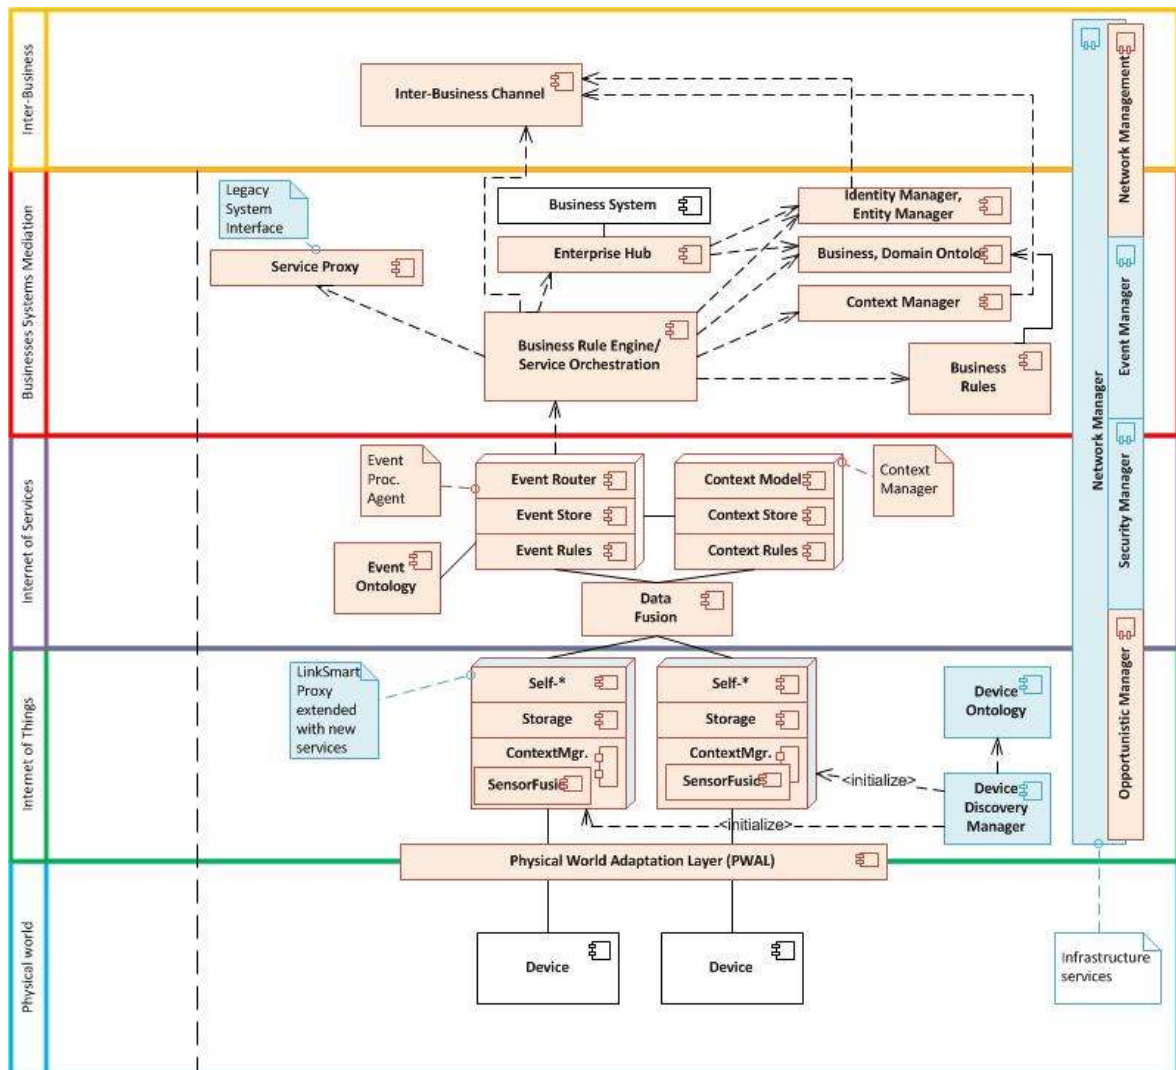 Inter-Business
Inter-Business Channel
Network Management
Businesses Systems Mediation
Legacy
System
Interface
Service Proxy
Business System
Enterprise Hub
Identity Manager,
Entity Manager
Business, Domain Ontolo
Context Manager
Business Rule Engine/
Service Orchestration
Business
Rules
Event Manager
Network Manager
Internet of Services
Event
Proc.
Agent
Event Router
Event Store
Event Rules
Context Model
Context Store
Context Rules
Context
Manager
Event
Ontology
Data
Fusion
Security Manager
Internet of Things
LinkSmart
Proxy
extended
with new
services
Self-*
Storage
ContextMgr.
SensorFusio
Self-*
Storage
ContextMgr.
SensorFusio
<initialize>
<initialize>
Device
Ontology
Device
Discovery
Manager
Opportunistic Manager
Physical World Adaptation Layer (PWAL)
Physical world
Device
Device
Infrastructure
services